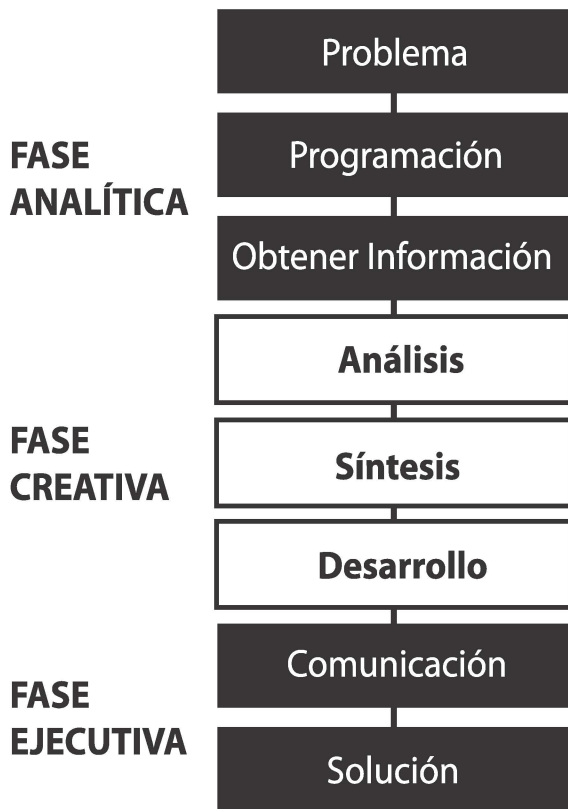 Problema
FASE
ANALÍTICA
Programación
Obtener Información
Análisis
FASE
CREATIVA
Síntesis
Desarrollo
Comunicación
FASE
EJECUTIVA
Solución